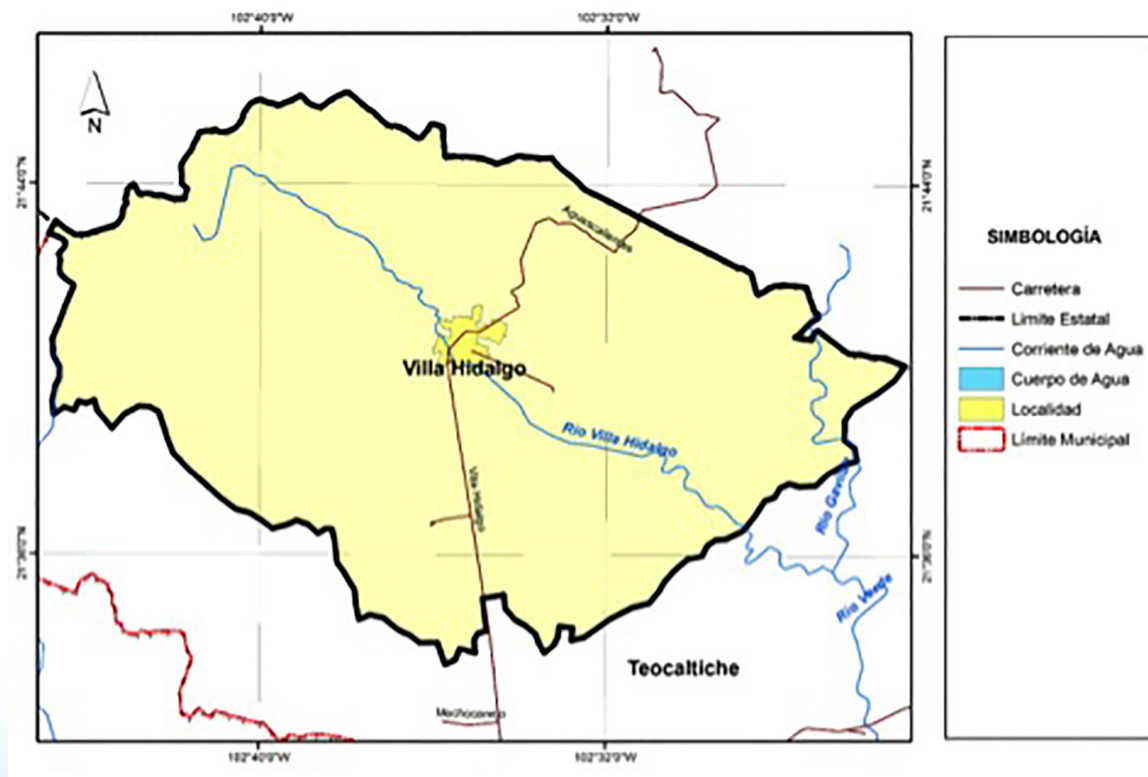 102°40'0"W
102°32'0"W
N
21°44'0"N
21°44'0"N
Aguascalientes
Villa Hidalgo
Río Villa Hidalgo
Villa Hidalgo
Río Gavilán
21°36'0"N
21°36'0"N
Río Verde
Teocaltiche
102°40'0"W
102°32'0"W
SIMBOLOGÍA
Carretera
Límite Estatal
Corriente de Agua
Cuerpo de Agua
Localidad
Límite Municipal